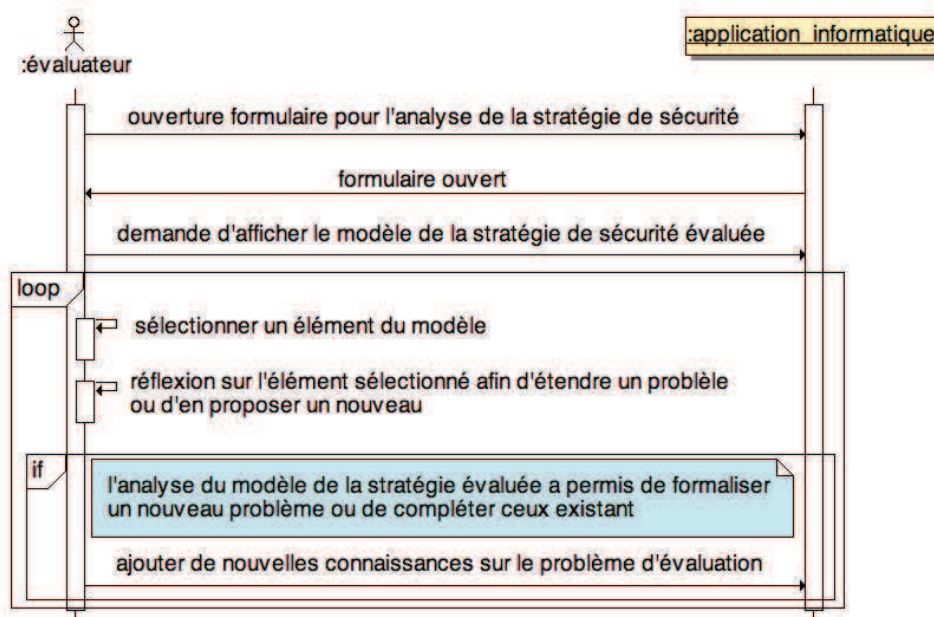 :évaluateur
:application_informatique
ouverture formulaire pour l'analyse de la stratégie de sécurité
formulaire ouvert
demande d'afficher le modèle de la stratégie de sécurité évaluée
loop
sélectionner un élément du modèle
réflexion sur l'élément sélectionné afin d'étendre un problèle
ou d'en proposer un nouveau
if
l'analyse du modèle de la stratégie évaluée a permis de formaliser
un nouveau problème ou de compléter ceux existant
ajouter de nouvelles connaissances sur le problème d'évaluation